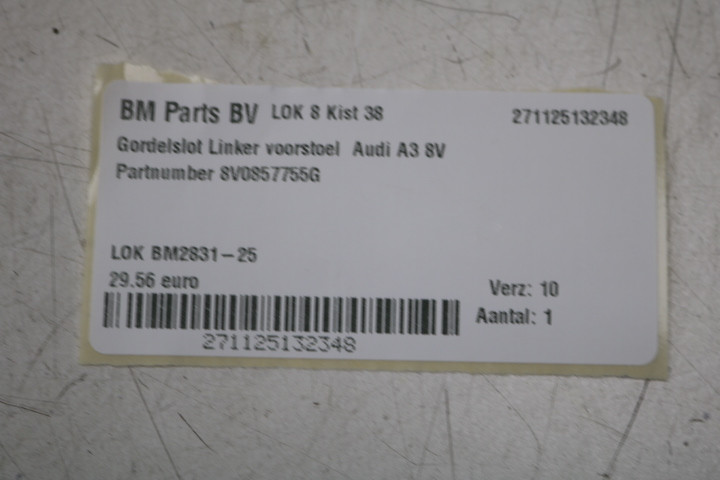 BM Parts BV LOK 8 Kist 38 271125132348
Gordelslot Linker voorstoel Audi A3 8V
Partnumber 8V0857755G
LOK BM2831-25
29.56 euro
Verz: 10
Aantal: 1
271125132348